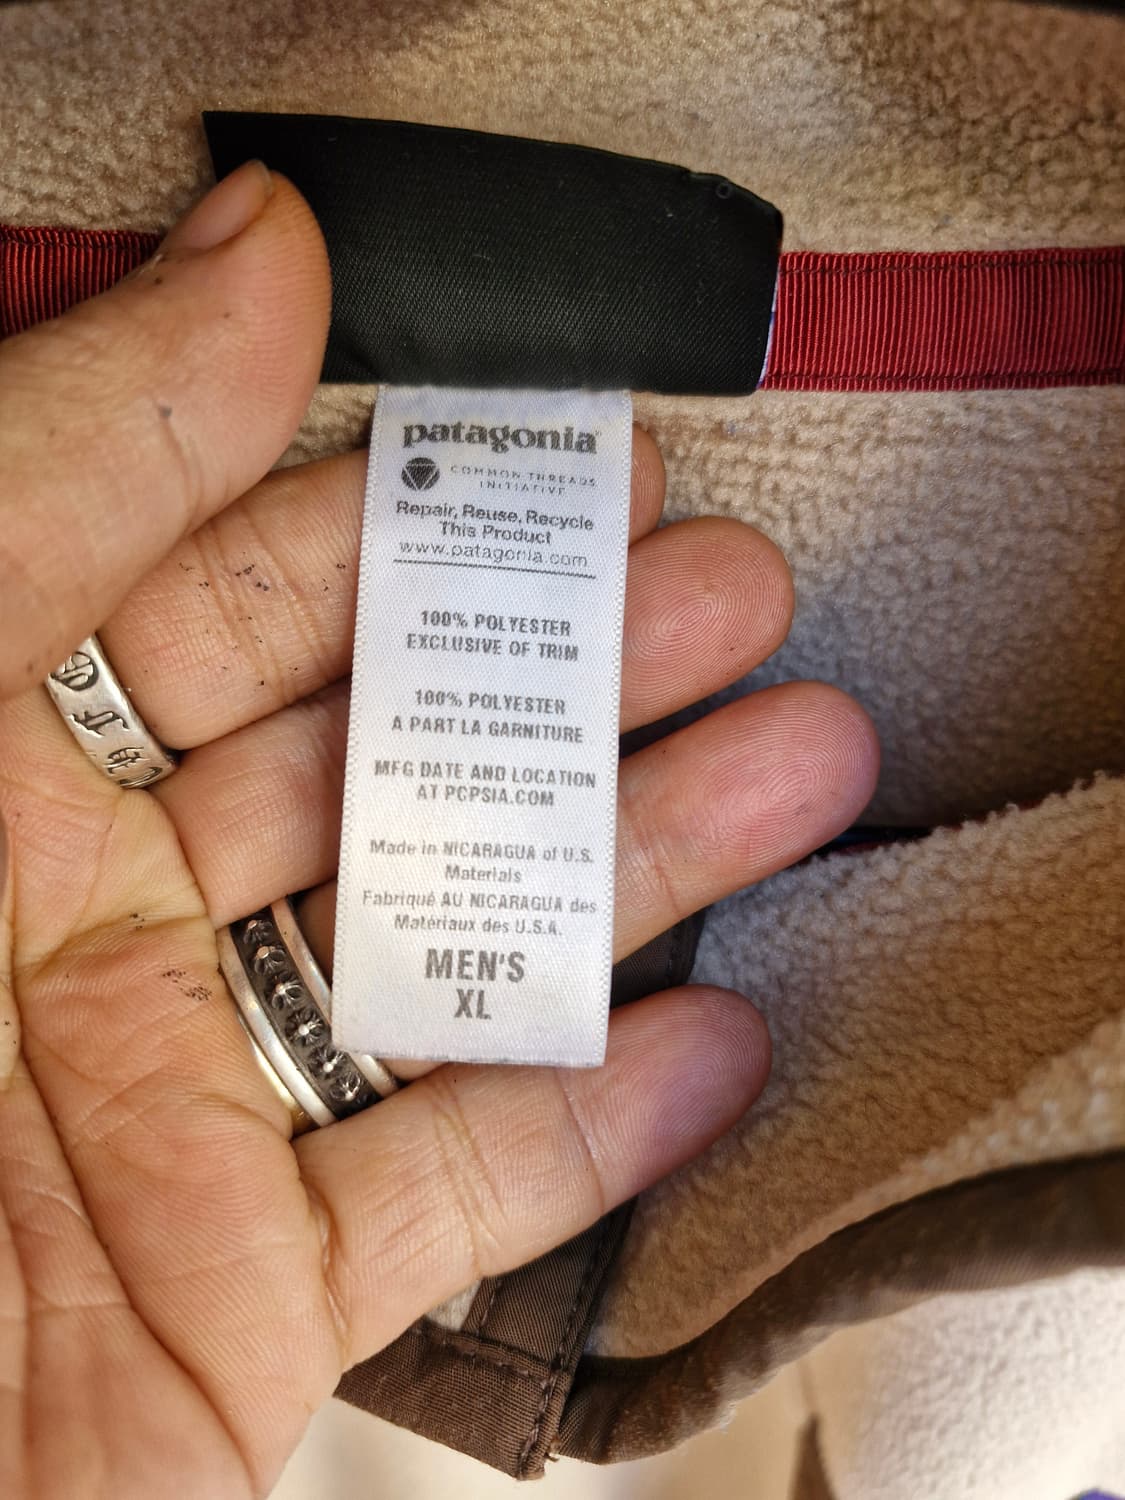 patagonia
COMMON THREADS
INITIATIVE
Repair, Reuse, Recycle
This Product
www.patagonia.com
100% POLYESTER
EXCLUSIVE OF TRIM
100% POLYESTER
A PART LA GARNITURE
MFG DATE AND LOCATION
AT PCPSIA.COM
Made in NICARAGUA of U.S.
Materials
Fabriqué AU NICARAGUA des
Matériaux des U.S.A.
MEN'S
XL